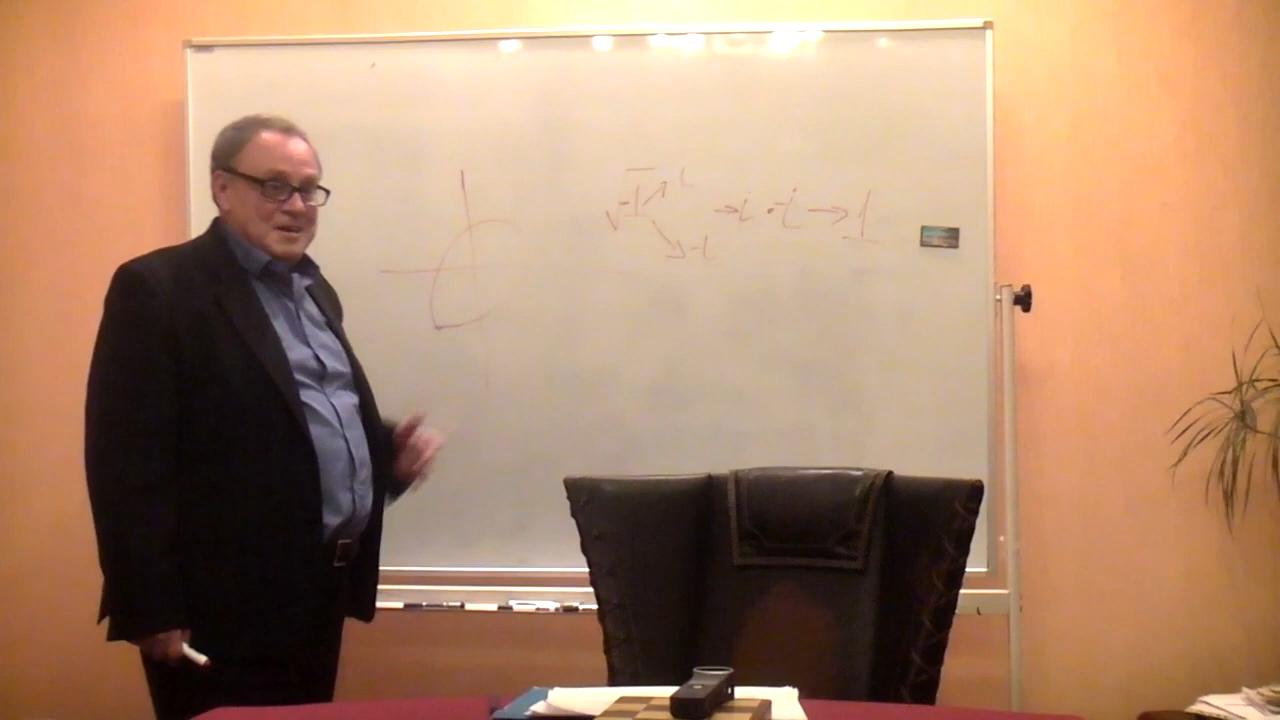 √-1 ↗ i → i · -i → 1
↘ -i